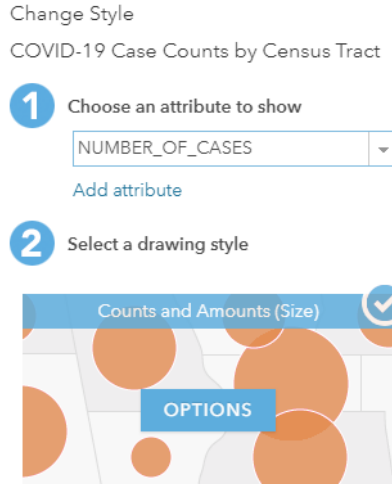 Change Style
COVID-19 Case Counts by Census Tract
1 Choose an attribute to show
NUMBER_OF_CASES
Add attribute
2 Select a drawing style
Counts and Amounts (Size)
OPTIONS